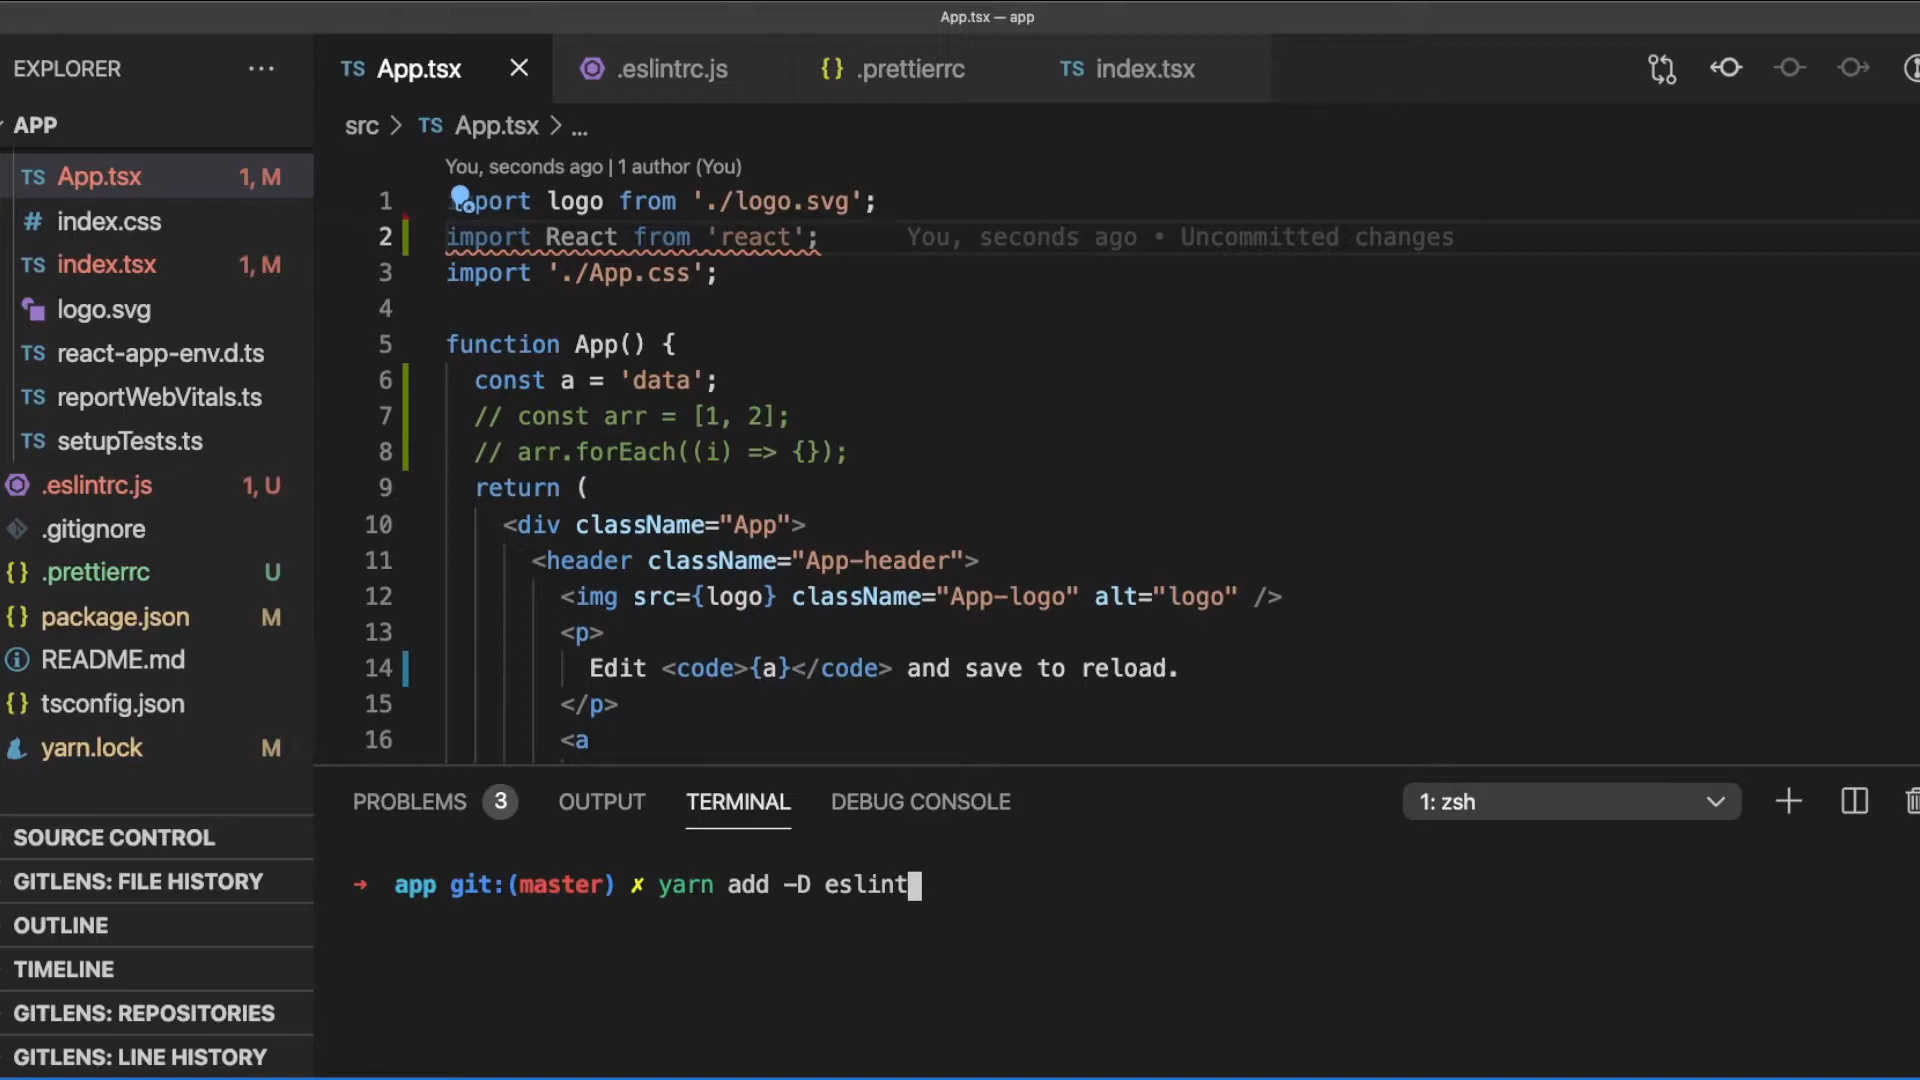 App.tsx — app
EXPLORER ...
TS App.tsx
.eslintrc.js
{} .prettierrc
TS index.tsx
APP
TS App.tsx 1, M
# index.css
TS index.tsx 1, M
logo.svg
TS react-app-env.d.ts
TS reportWebVitals.ts
TS setupTests.ts
.eslintrc.js 1, U
.gitignore
{} .prettierrc U
{} package.json M
README.md
{} tsconfig.json
yarn.lock M
SOURCE CONTROL
GITLENS: FILE HISTORY
OUTLINE
TIMELINE
GITLENS: REPOSITORIES
GITLENS: LINE HISTORY
src > TS App.tsx > ...
You, seconds ago | 1 author (You)
1 port logo from './logo.svg';
2 import React from 'react'; You, seconds ago • Uncommitted changes
3 import './App.css';
4
5 function App() {
6 const a = 'data';
7 // const arr = [1, 2];
8 // arr.forEach((i) => {});
9 return (
10 <div className="App">
11 <header className="App-header">
12 <img src={logo} className="App-logo" alt="logo" />
13 <p>
14 Edit <code>{a}</code> and save to reload.
15 </p>
16 <a
PROBLEMS 3 OUTPUT TERMINAL DEBUG CONSOLE 1: zsh
➜ app git:(master) ✗ yarn add -D eslint